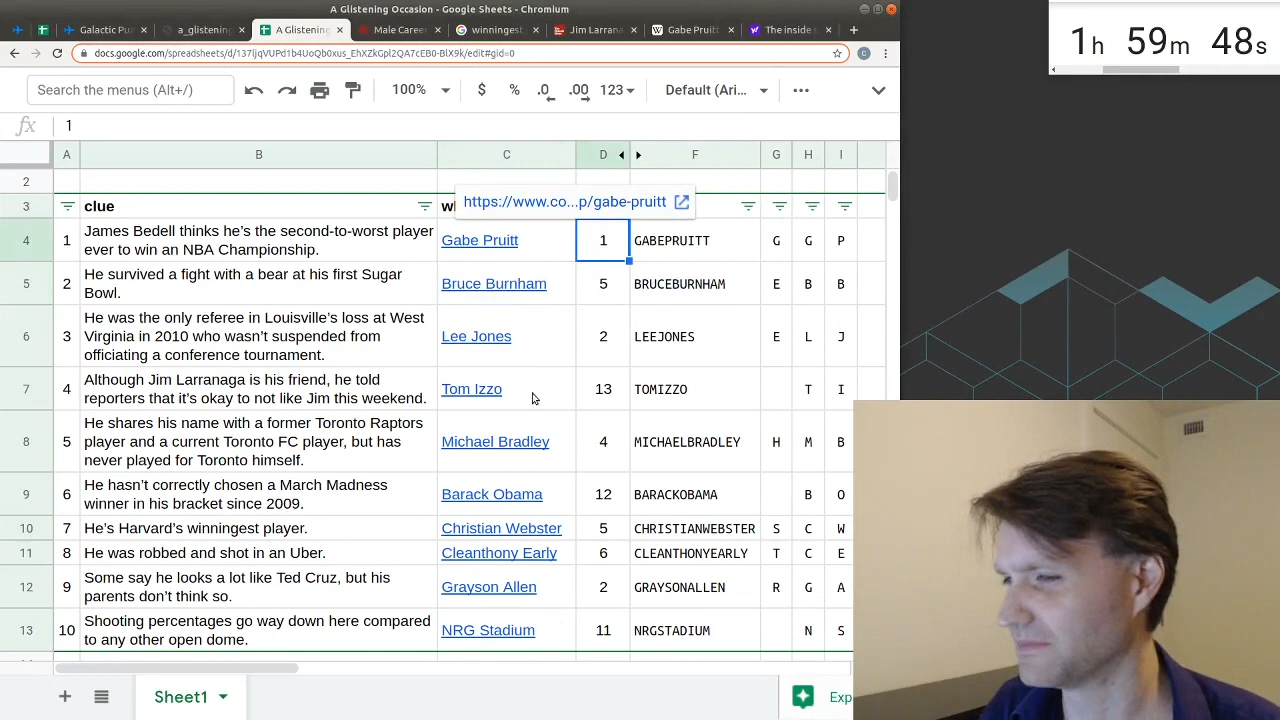 A Glistening Occasion - Google Sheets - Chromium
Galactic Pu
a_glistening
A Glistening
Male Caree
winningest
Jim Larrana
Gabe Pruitt
The inside s
docs.google.com/spreadsheets/d/137ljqVUPd1b4UoQb0xus_EhXZkGpl2QA7cEB0-BlX9k/edit#gid=0
Search the menus (Alt+/)
100%
$ % .0 .00 123
Default (Ari...
fx 1
A B C D F G H I
2
3 clue
https://www.co...p/gabe-pruitt
4 1 James Bedell thinks he's the second-to-worst player Gabe Pruitt 1 GABEPRUITT G G P
ever to win an NBA Championship.
5 2 He survived a fight with a bear at his first Sugar Bruce Burnham 5 BRUCEBURNHAM E B B
Bowl.
He was the only referee in Louisville's loss at West
6 3 Virginia in 2010 who wasn't suspended from Lee Jones 2 LEEJONES E L J
officiating a conference tournament.
7 4 Although Jim Larranaga is his friend, he told Tom Izzo 13 TOMIZZO T I
reporters that it's okay to not like Jim this weekend.
He shares his name with a former Toronto Raptors
8 5 player and a current Toronto FC player, but has Michael Bradley 4 MICHAELBRADLEY H M B
never played for Toronto himself.
9 6 He hasn't correctly chosen a March Madness Barack Obama 12 BARACKOBAMA B O
winner in his bracket since 2009.
10 7 He's Harvard's winningest player. Christian Webster 5 CHRISTIANWEBSTER S C W
11 8 He was robbed and shot in an Uber. Cleanthony Early 6 CLEANTHONYEARLY T C E
12 9 Some say he looks a lot like Ted Cruz, but his Grayson Allen 2 GRAYSONALLEN R G A
parents don't think so.
13 10 Shooting percentages go way down here compared NRG Stadium 11 NRGSTADIUM N S
to any other open dome.
Sheet1
Exp
1h 59m 48s